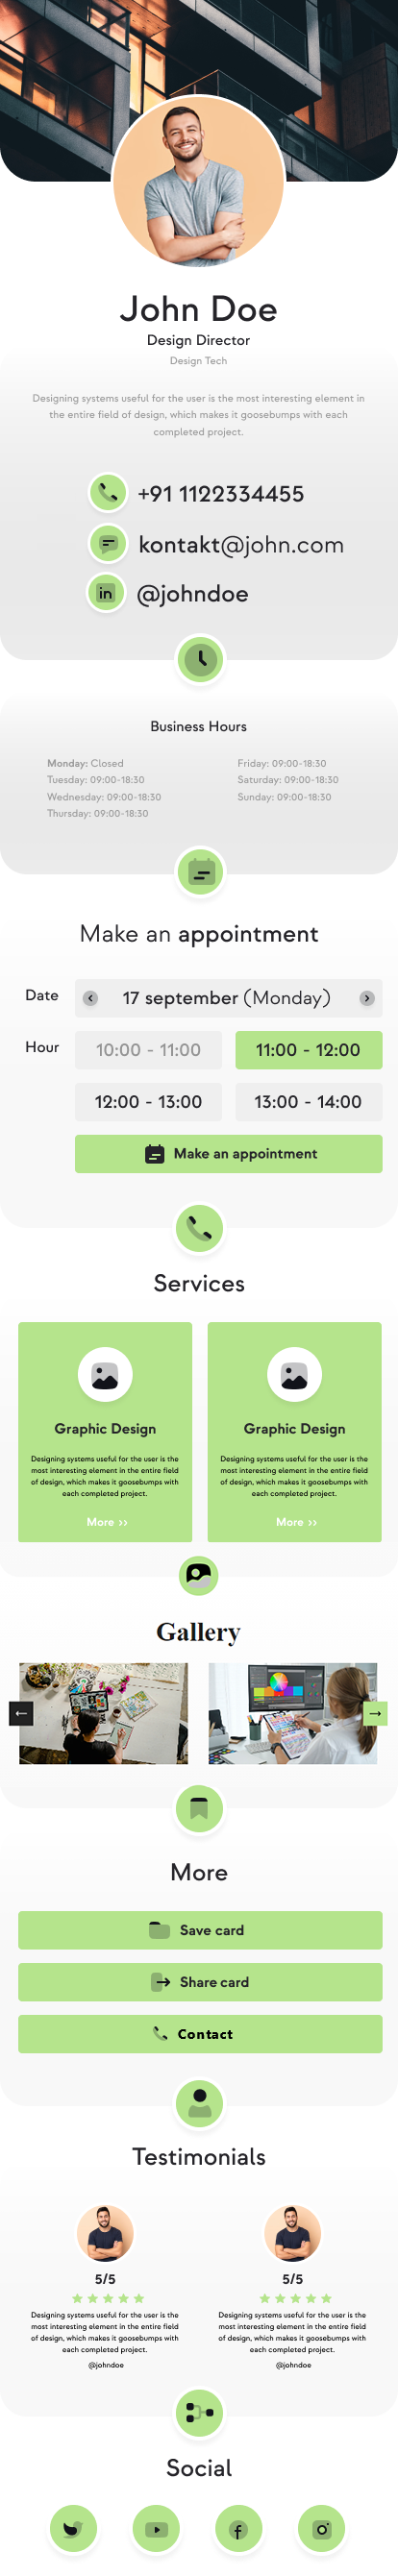 John Doe
Design Director
Design Tech
Designing systems useful for the user is the most interesting element in
the entire field of design, which makes it goosebumps with each
completed project.
+91 1122334455
kontakt@john.com
in @johndoe
Business Hours
Monday: Closed
Tuesday: 09:00-18:30
Wednesday: 09:00-18:30
Thursday: 09:00-18:30
Friday: 09:00-18:30
Saturday: 09:00-18:30
Sunday: 09:00-18:30
Make an appointment
Date
17 september (Monday)
Hour
10:00 - 11:00
11:00 - 12:00
12:00 - 13:00
13:00 - 14:00
Make an appointment
Services
Graphic Design
Designing systems useful for the user is the
most interesting element in the entire field
of design, which makes it goosebumps with
each completed project.
More >>
Graphic Design
Designing systems useful for the user is the
most interesting element in the entire field
of design, which makes it goosebumps with
each completed project.
More >>
Gallery
More
Save card
Share card
Contact
Testimonials
5/5
Designing systems useful for the user is the
most interesting element in the entire field
of design, which makes it goosebumps with
each completed project.
@johndoe
5/5
Designing systems useful for the user is the
most interesting element in the entire field
of design, which makes it goosebumps with
each completed project.
@johndoe
Social